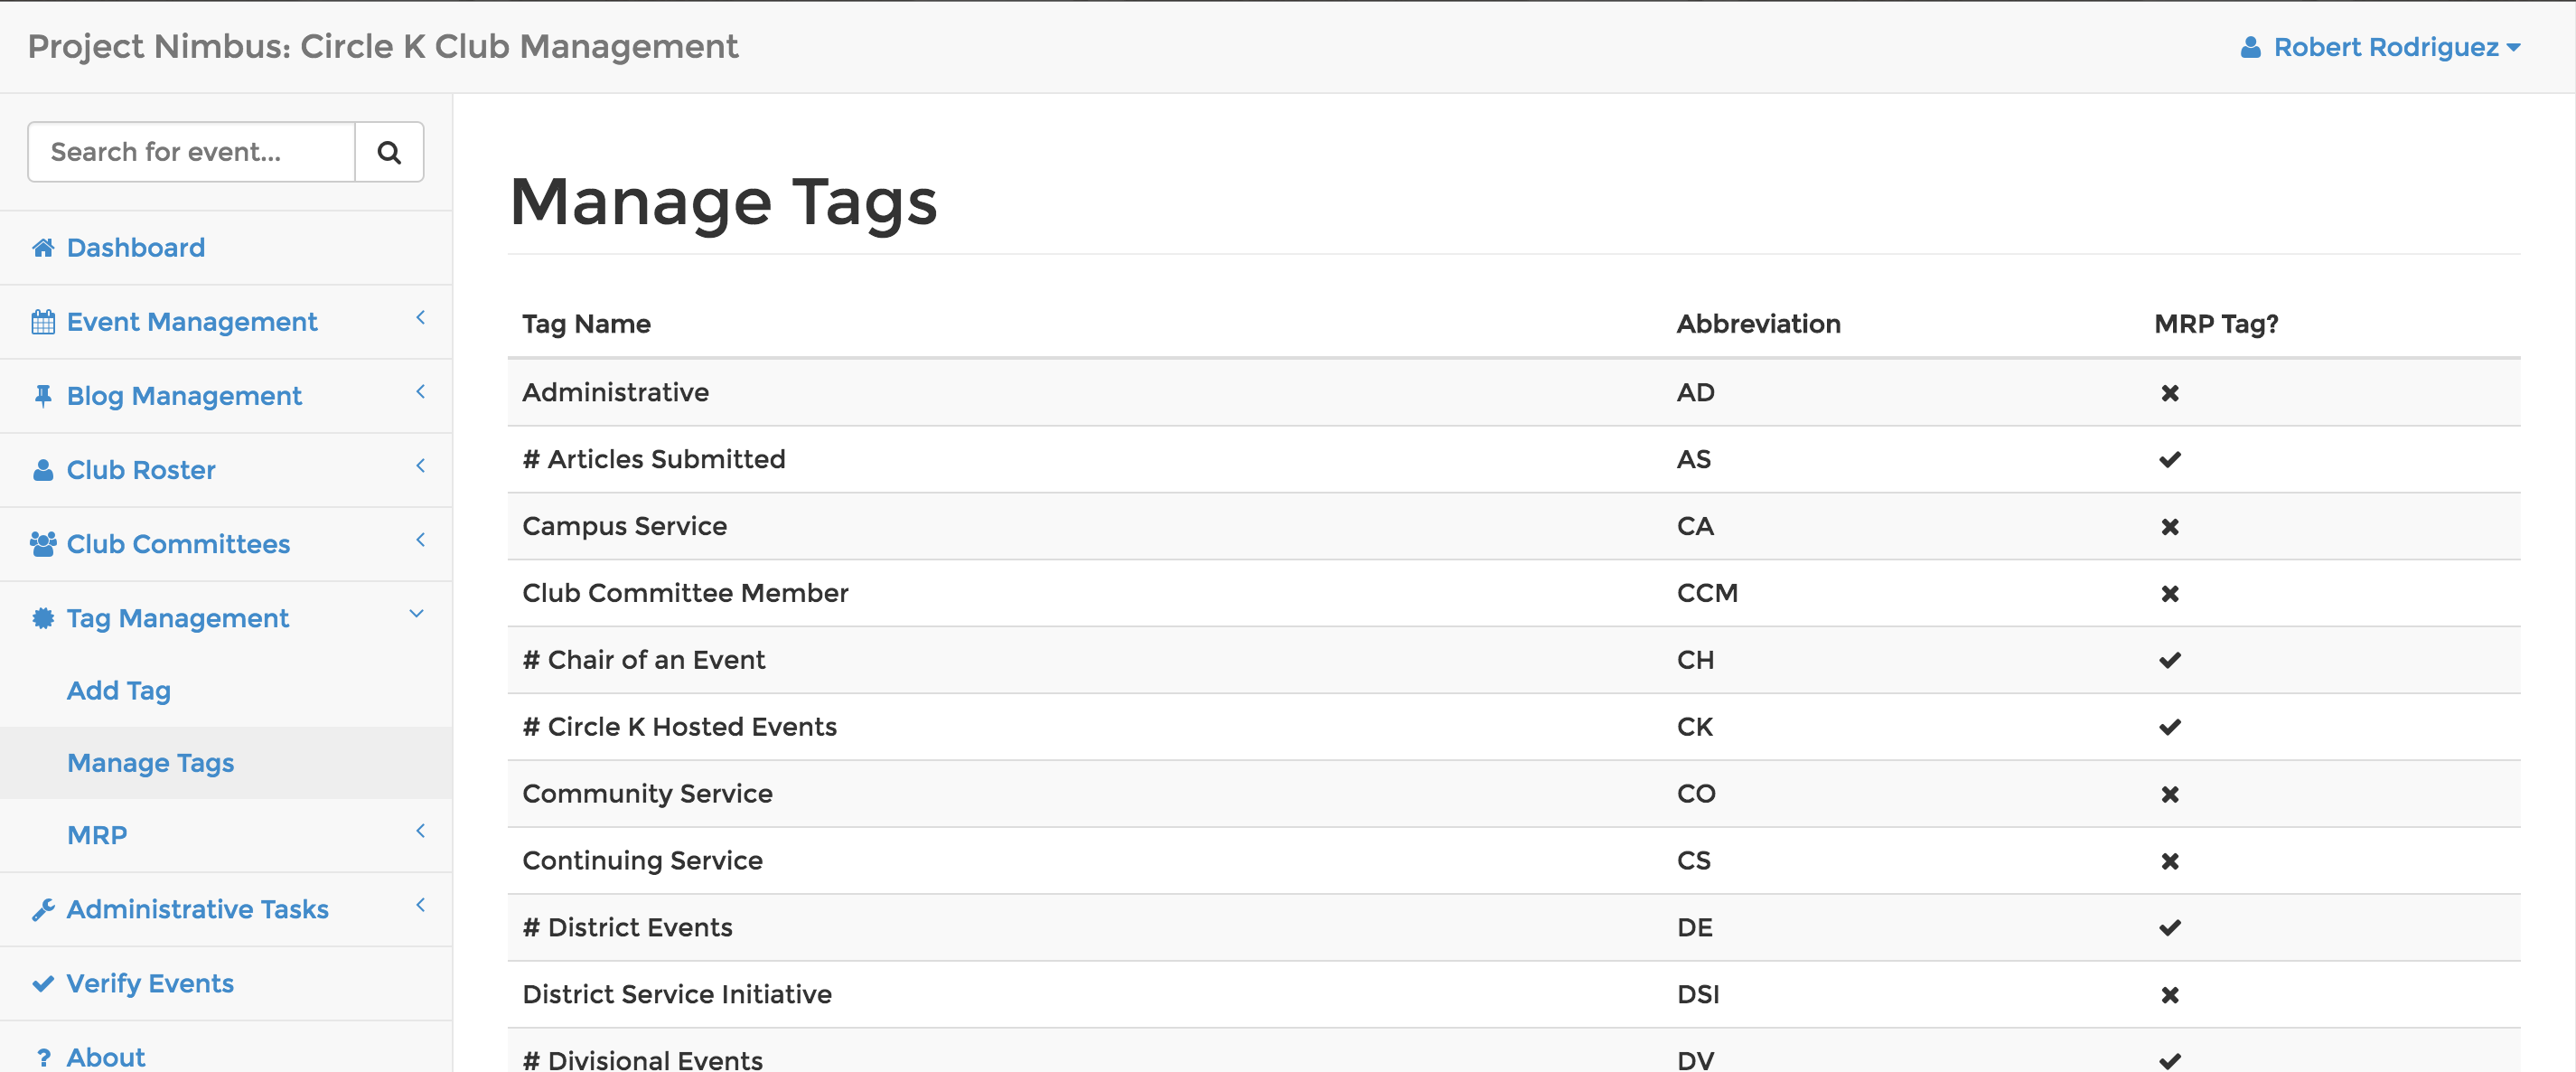 Project Nimbus: Circle K Club Management
Robert Rodriguez
Search for event...
Dashboard
Event Management
Blog Management
Club Roster
Club Committees
Tag Management
Add Tag
Manage Tags
MRP
Administrative Tasks
Verify Events
? About
Manage Tags
Tag Name Abbreviation MRP Tag?
Administrative AD
# Articles Submitted AS
Campus Service CA
Club Committee Member CCM
# Chair of an Event CH
# Circle K Hosted Events CK
Community Service CO
Continuing Service CS
# District Events DE
District Service Initiative DSI
# Divisional Events DV